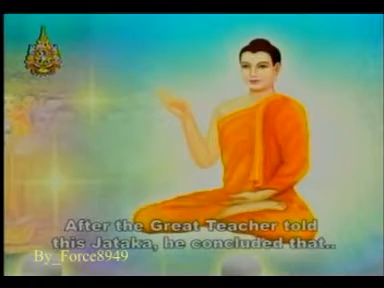 After the Great Teacher told
this Jataka, he concluded that..
By_Force8949